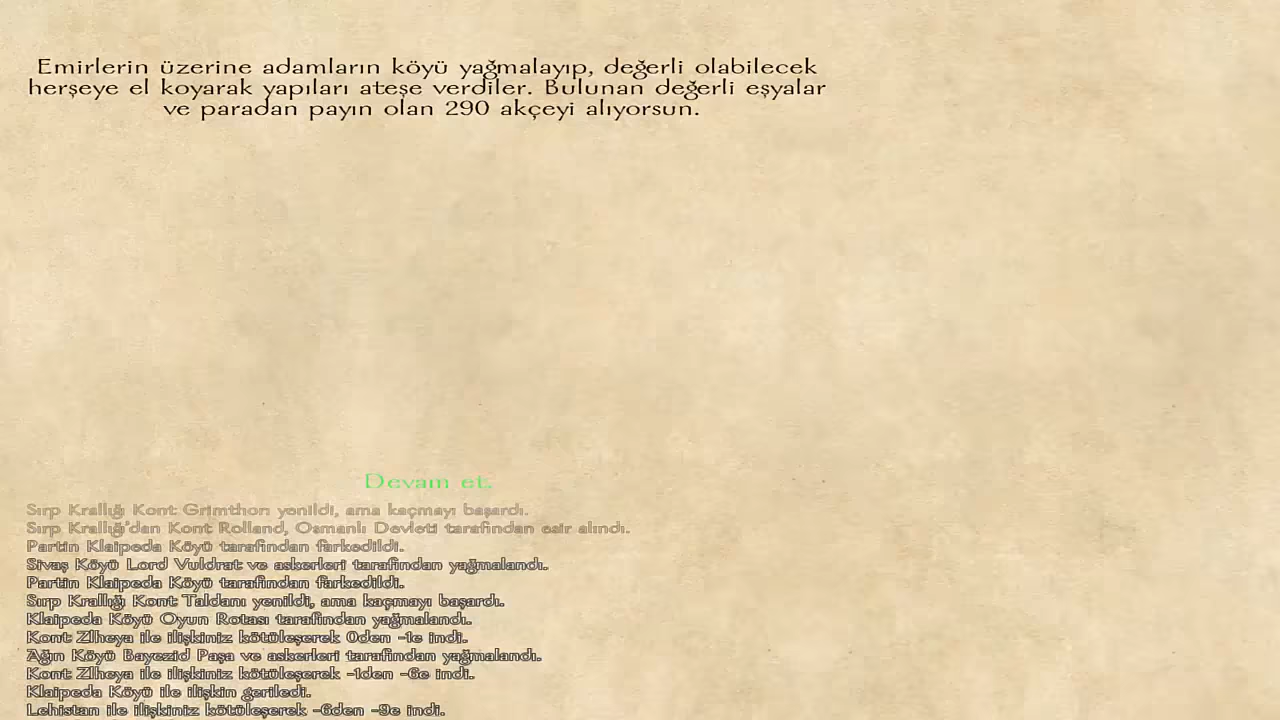 Emirlerin üzerine adamların köyü yağmalayıp, değerli olabilecek
herşeye el koyarak yapıları ateşe verdiler. Bulunan değerli eşyalar
ve paradan payın olan 290 akçeyi alıyorsun.
Devam et.
Sırp Krallığı Kont Grimthor: yenildi, ama kaçmayı başardı.
Sırp Krallığı'dan Kont Rolland, Osmanlı Devleti tarafından esir alındı.
Partin Klaipeda Köyü tarafından farkedildi.
Sivaş Köyü Lord Vuldrat ve askerleri tarafından yağmalandı.
Partin Klaipeda Köyü tarafından farkedildi.
Sırp Krallığı Kont Taldanı yenildi, ama kaçmayı başardı.
Klaipeda Köyü Oyun Rotası tarafından yağmalandı.
Kont Zlheya ile ilişkiniz kötüleşerek 0den -1e indi.
Ağın Köyü Bayezid Paşa ve askerleri tarafından yağmalandı.
Kont Zlheya ile ilişkiniz kötüleşerek -1den -6e indi.
Klaipeda Köyü ile ilişkin geriledi.
Lehistan ile ilişkiniz kötüleşerek -6den -9e indi.